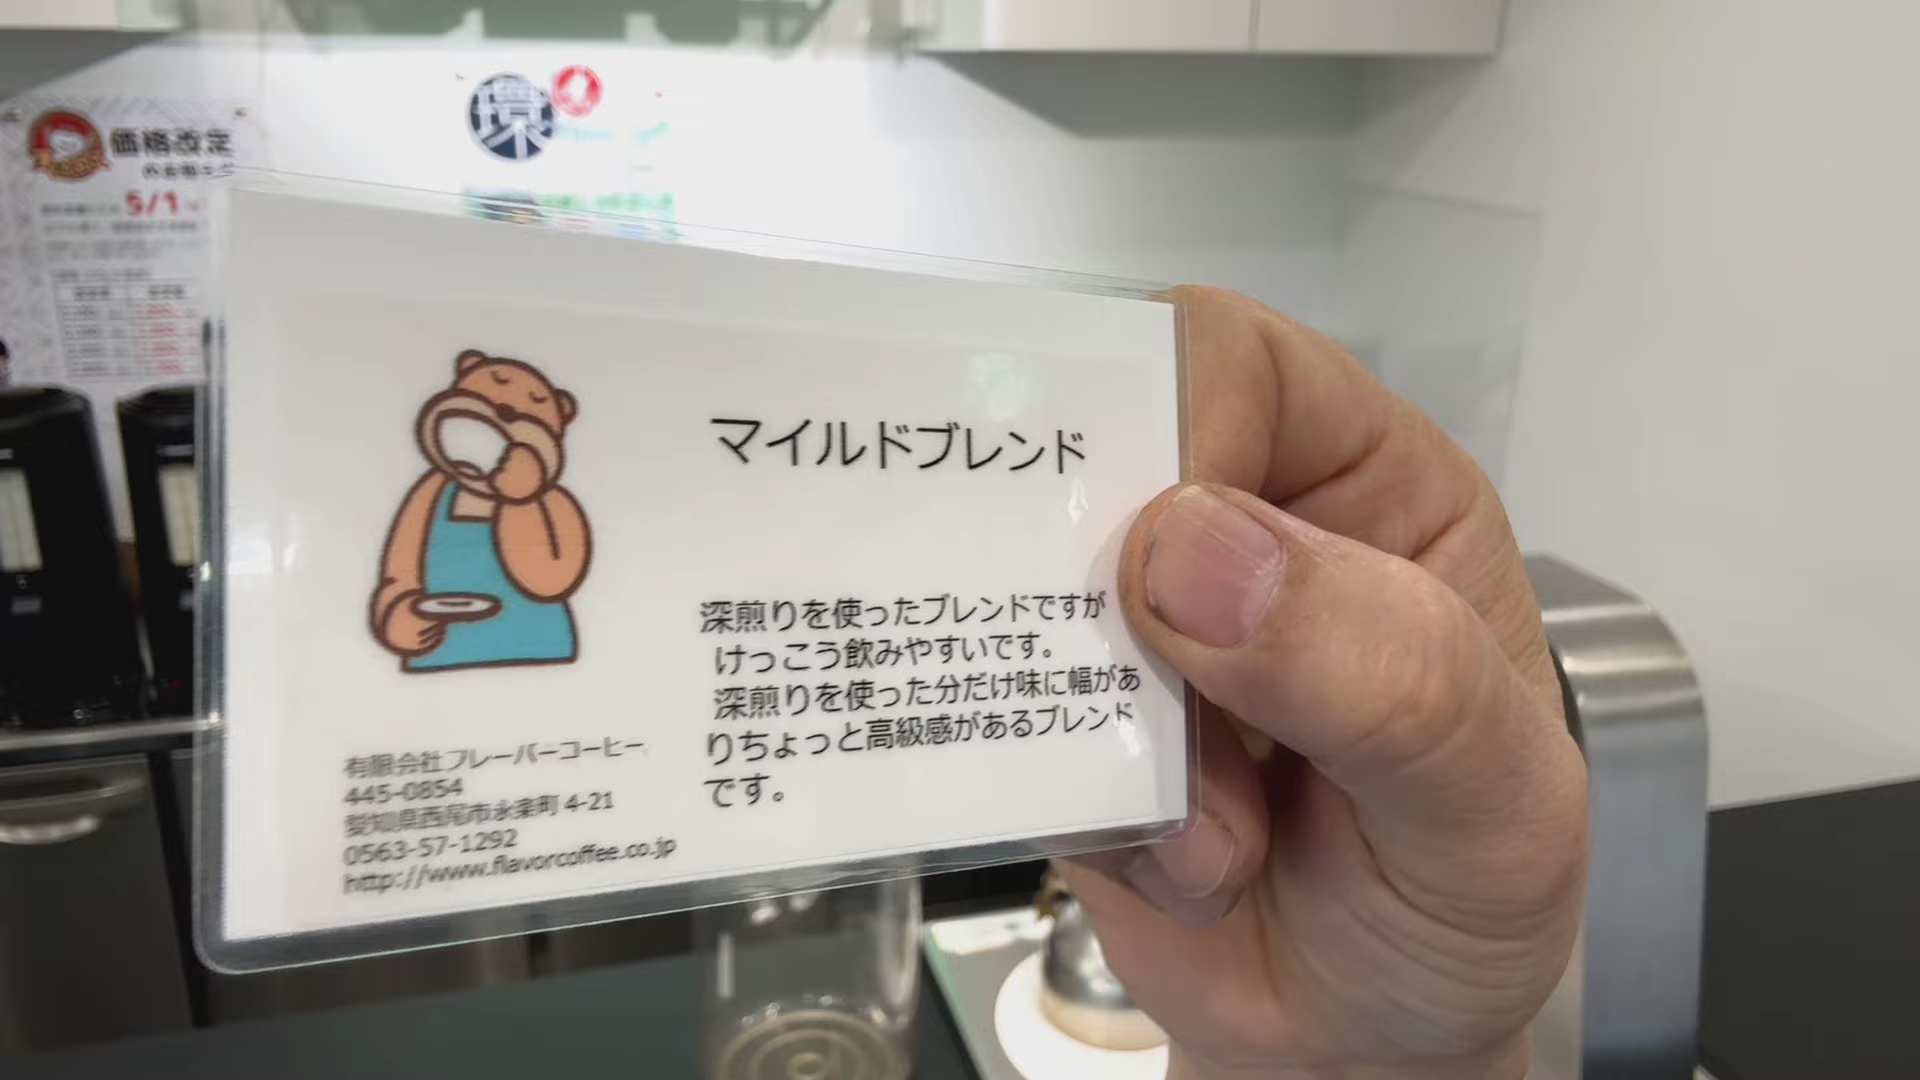 価格改定
5/1
環
マイルドブレンド
深煎りを使ったブレンドですが
けっこう飲みやすいです。
深煎りを使った分だけ味に幅があ
りちょっと高級感があるブレンド
です。
有限会社フレーバーコーヒー
445-0854
愛知県西尾市永楽町 4-21
0563-57-1292
http://www.flavorcoffee.co.jp